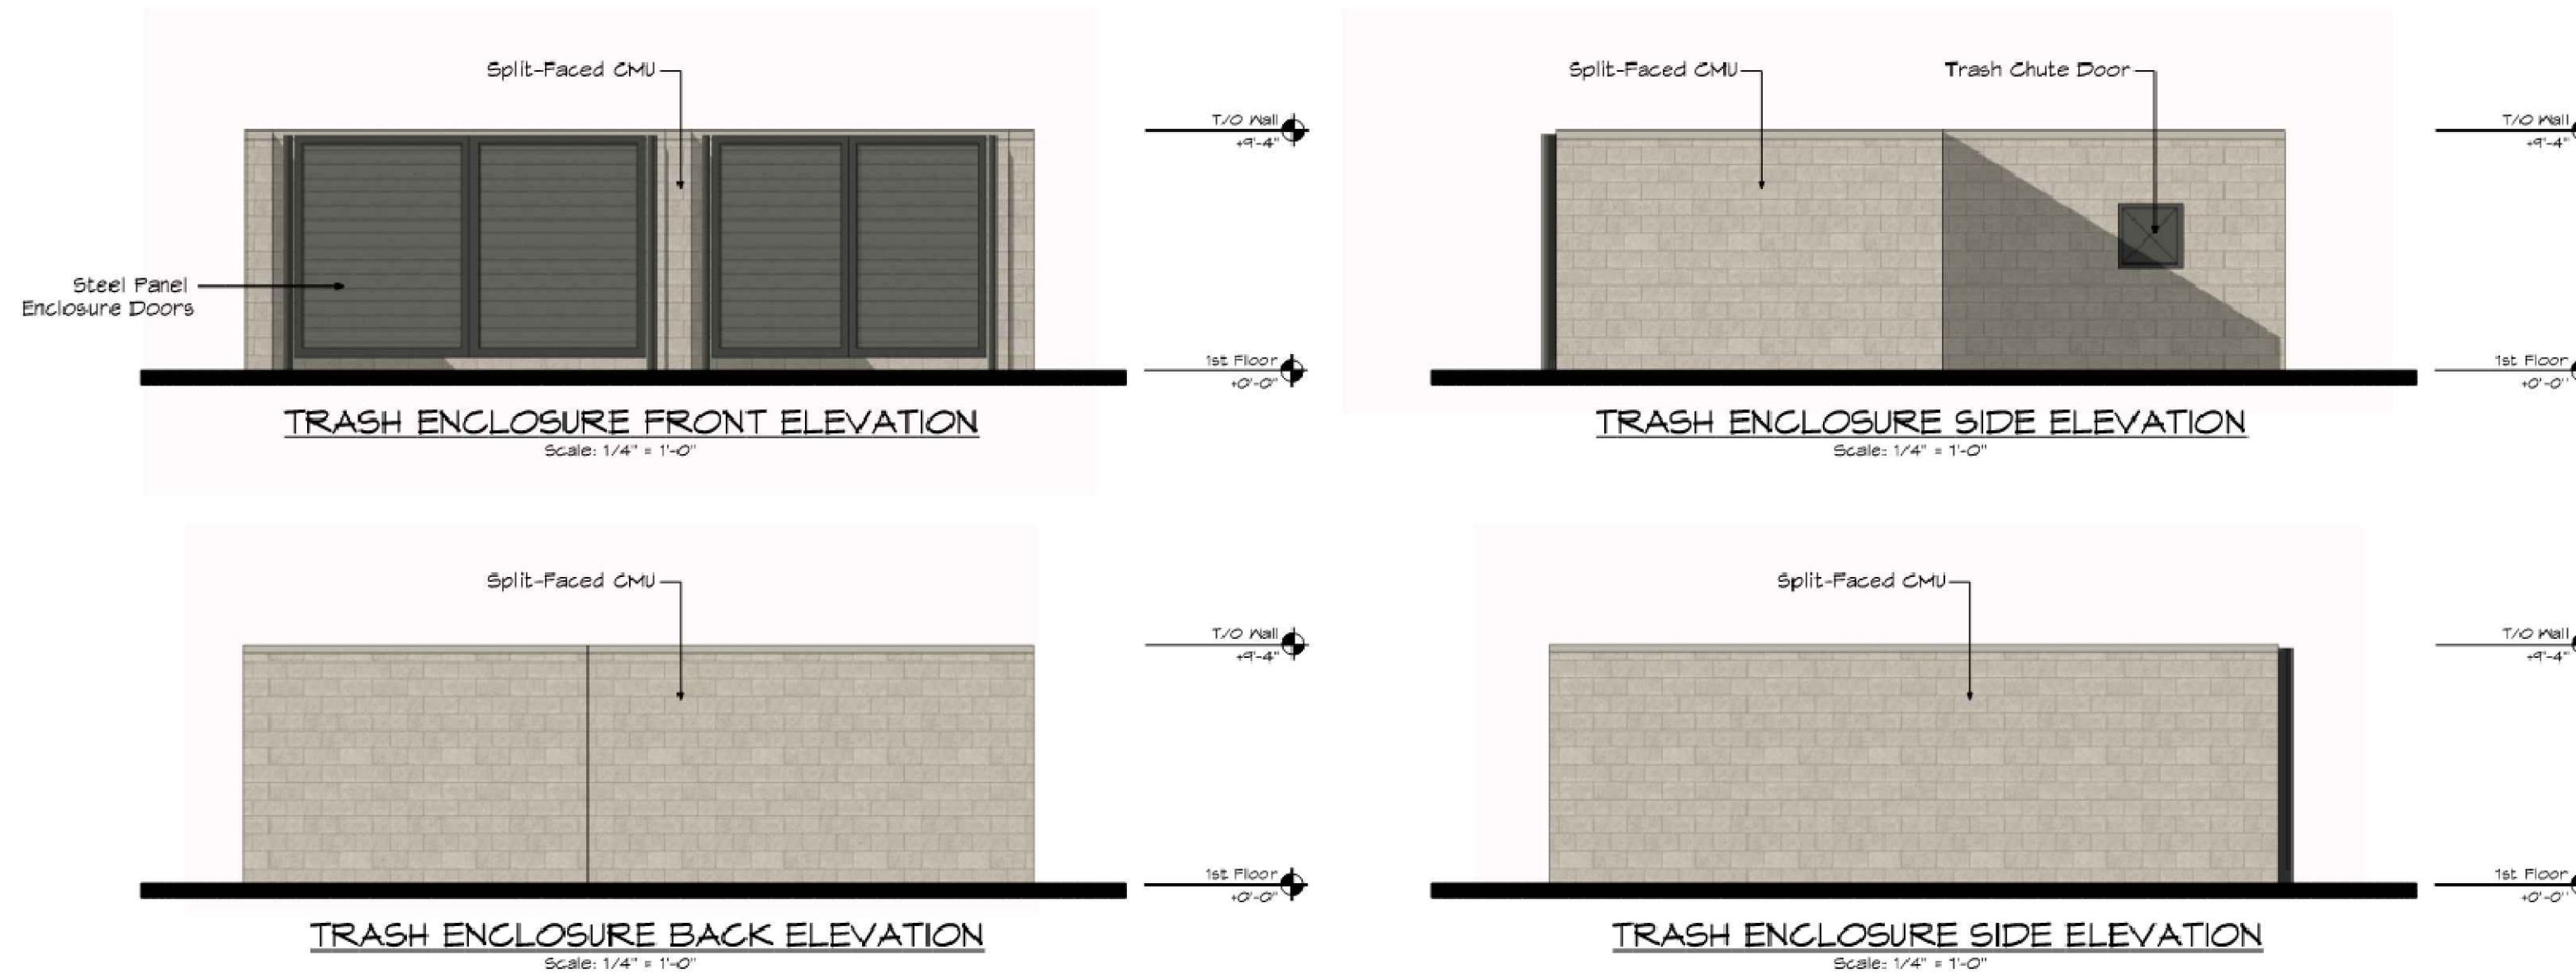 Split-Faced CMU
Split-Faced CMU
Trash Chute Door
T/O Wall
+9'-4"
T/O Wall
+9'-4"
Steel Panel
Enclosure Doors
1st Floor
+0'-0"
1st Floor
+0'-0"
TRASH ENCLOSURE FRONT ELEVATION
Scale: 1/4" = 1'-0"
TRASH ENCLOSURE SIDE ELEVATION
Scale: 1/4" = 1'-0"
Split-Faced CMU
Split-Faced CMU
T/O Wall
+9'-4"
T/O Wall
+9'-4"
1st Floor
+0'-0"
1st Floor
+0'-0"
TRASH ENCLOSURE BACK ELEVATION
Scale: 1/4" = 1'-0"
TRASH ENCLOSURE SIDE ELEVATION
Scale: 1/4" = 1'-0"